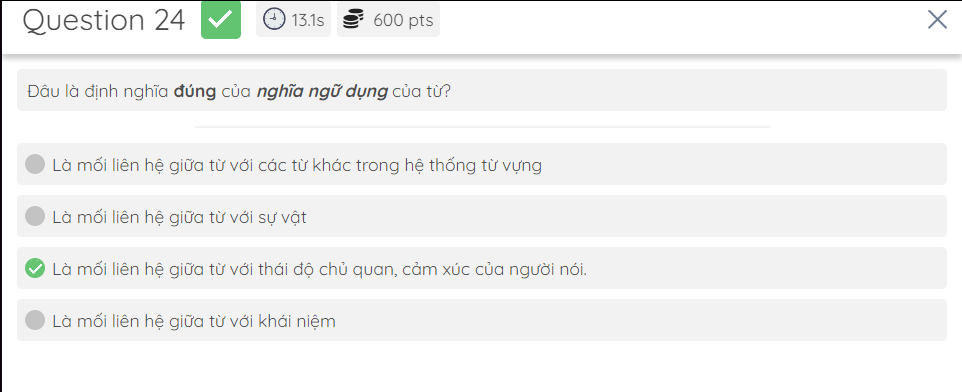 Question 24 13.1s 600 pts
Đâu là định nghĩa đúng của nghĩa ngữ dụng của từ?
Là mối liên hệ giữa từ với các từ khác trong hệ thống từ vựng
Là mối liên hệ giữa từ với sự vật
Là mối liên hệ giữa từ với thái độ chủ quan, cảm xúc của người nói.
Là mối liên hệ giữa từ với khái niệm